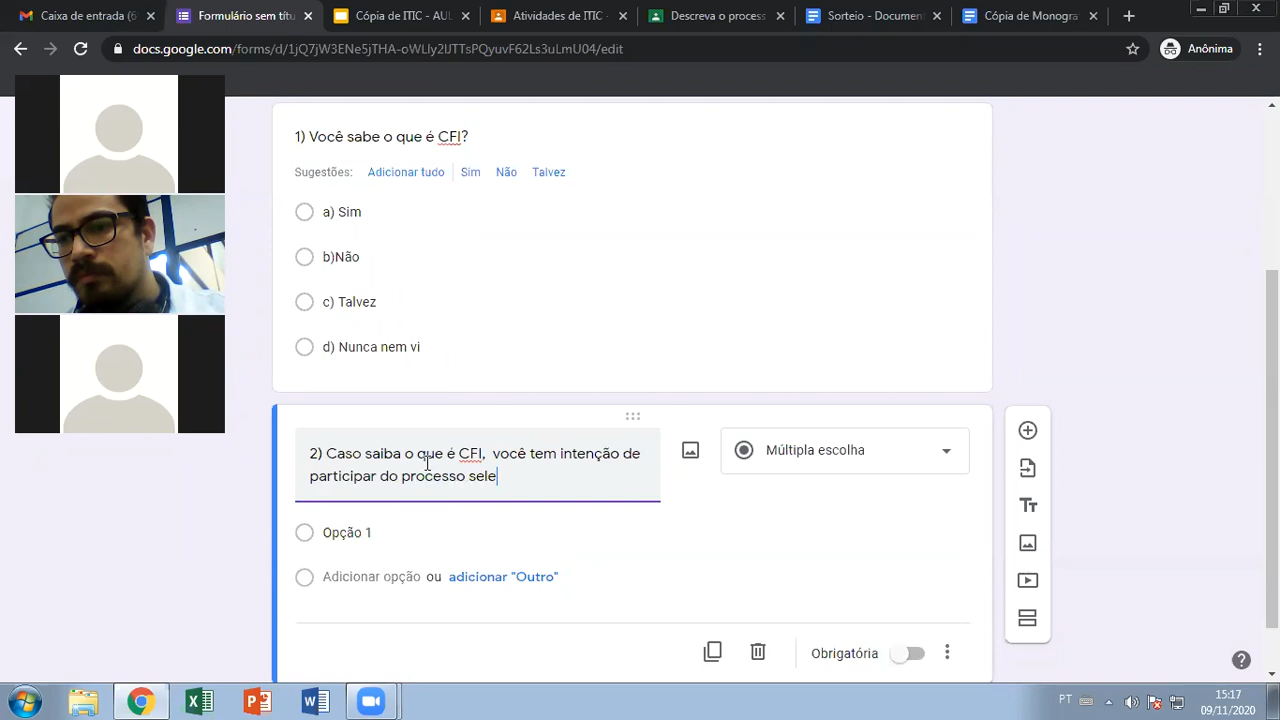 Caixa de entrada (6
Formulário sem títu
Cópia de ITIC - AUL
Atividades de ITIC -
Descreva o process
Sorteio - Document
Cópia de Monogra
docs.google.com/forms/d/1jQ7jW3ENe5jTHA-oWLly2lJTTsPQyuvF62Ls3uLmU04/edit
Anônima
1) Você sabe o que é CFI?
Sugestões: Adicionar tudo Sim Não Talvez
a) Sim
b)Não
c) Talvez
d) Nunca nem vi
2) Caso saiba o que é CFI,  você tem intenção de
participar do processo sele
Múltipla escolha
Opção 1
Adicionar opção ou adicionar "Outro"
Obrigatória
PT
15:17
09/11/2020